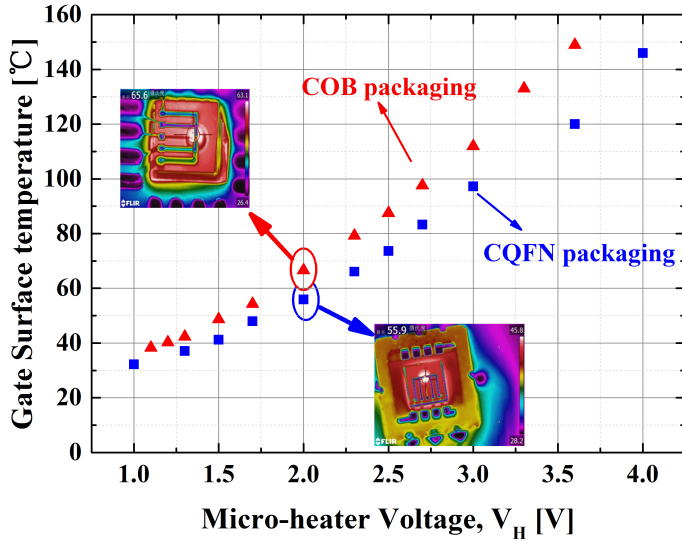 Gate Surface temperature [℃]
160
140
120
100
80
60
40
20
0
1.0 1.5 2.0 2.5 3.0 3.5 4.0
Micro-heater Voltage, V_H [V]
COB packaging
CQFN packaging
65.6
63.1
26.4
FLIR
55.9
45.8
28.2
FLIR